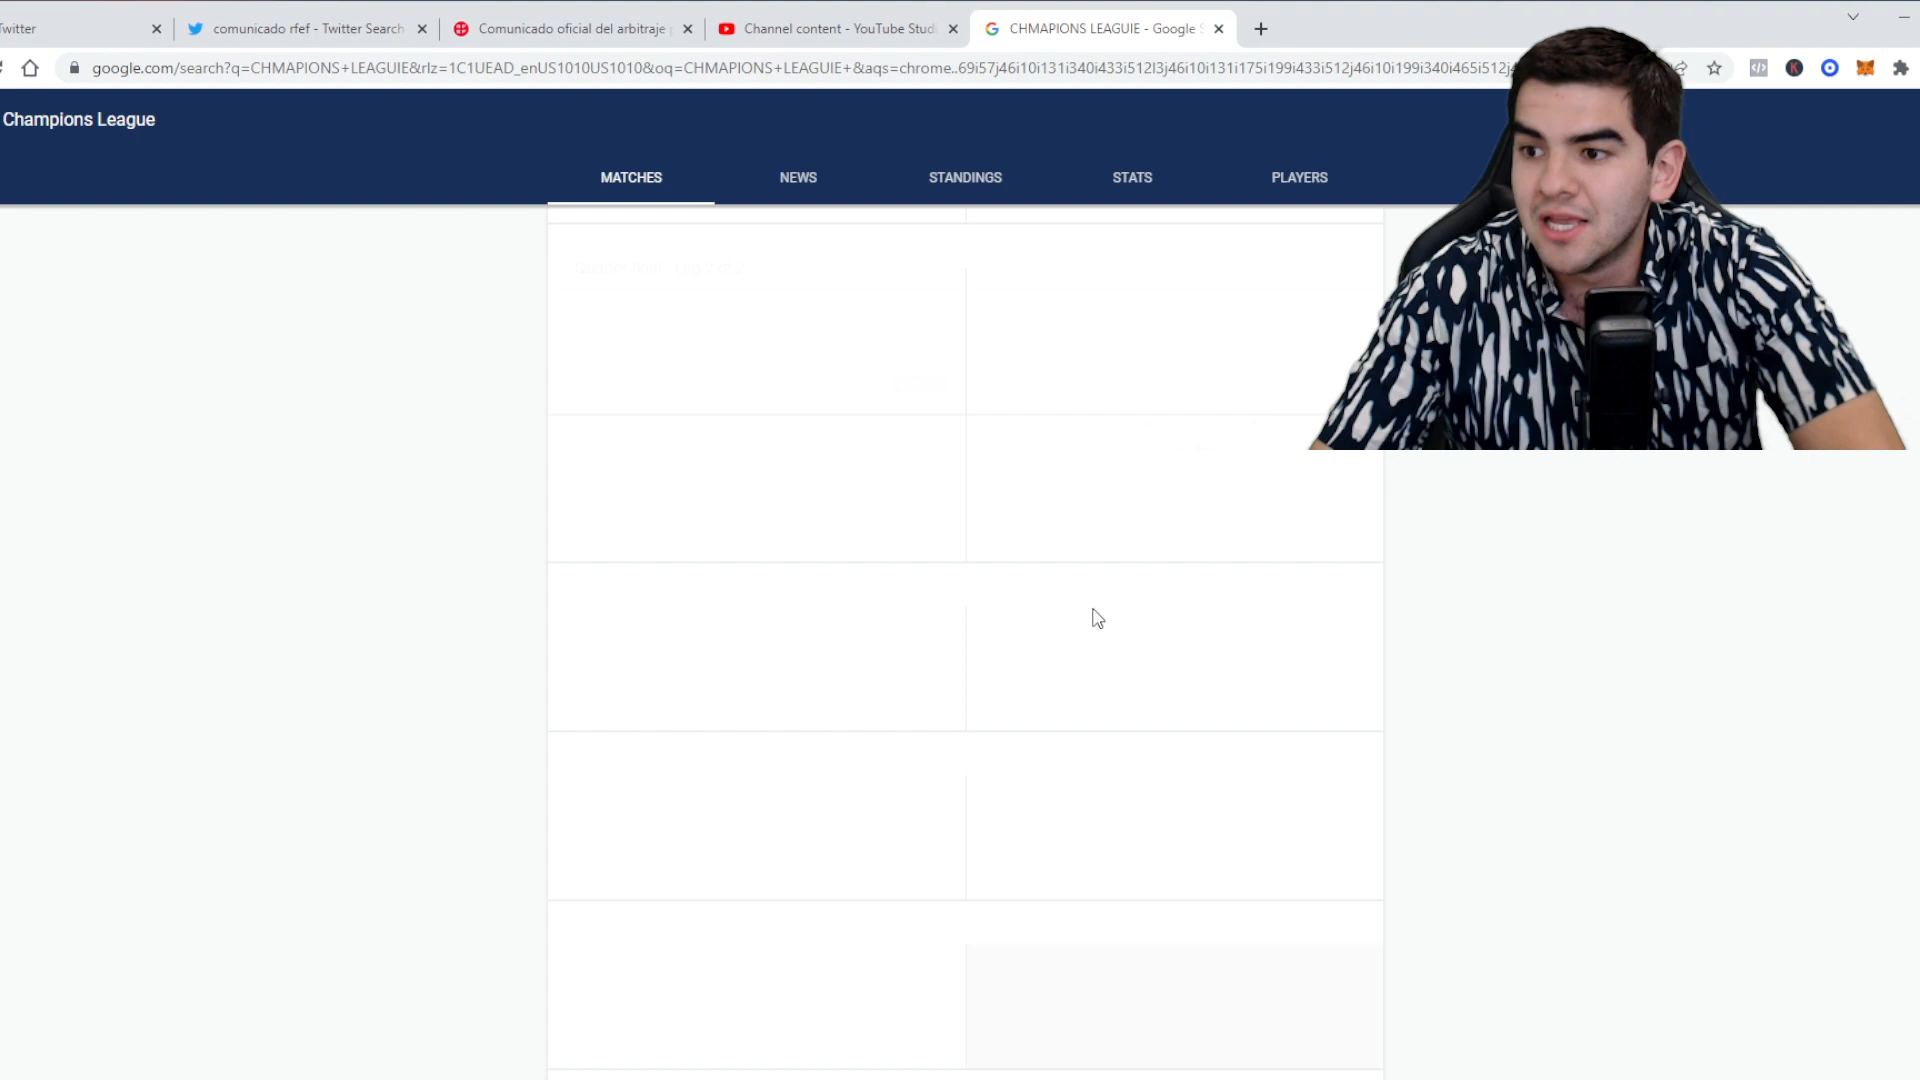 Twitter
comunicado rfef - Twitter Search
Comunicado oficial del arbitraje
Channel content - YouTube Studi
CHMAPIONS LEAGUIE - Google S
google.com/search?q=CHMAPIONS+LEAGUIE&rlz=1C1UEAD_enUS1010US1010&oq=CHMAPIONS+LEAGUIE+&aqs=chrome..69i57j46i10i131i340i433i512l3j46i10i131i175i199i433i512j46i10i199i340i465i512j4
Champions League
MATCHES
NEWS
STANDINGS
STATS
PLAYERS